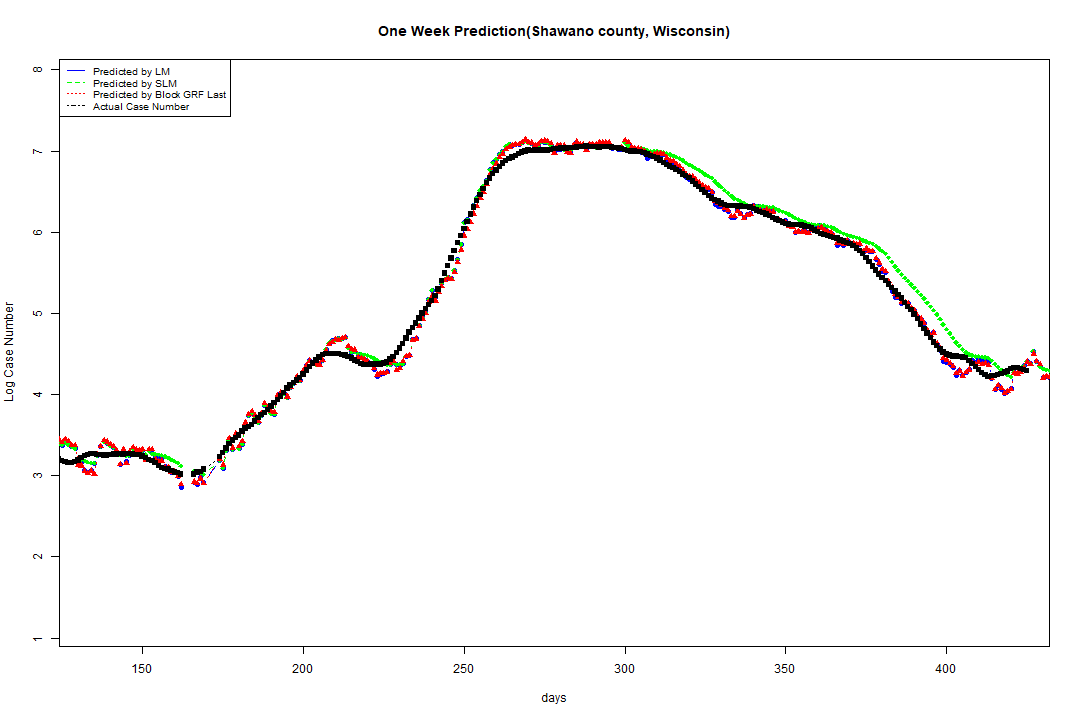 One Week Prediction(Shawano county, Wisconsin)
Predicted by LM
Predicted by SLM
Predicted by Block GRF Last
Actual Case Number
8
7
6
5
4
3
2
1
Log Case Number
150 200 250 300 350 400
days